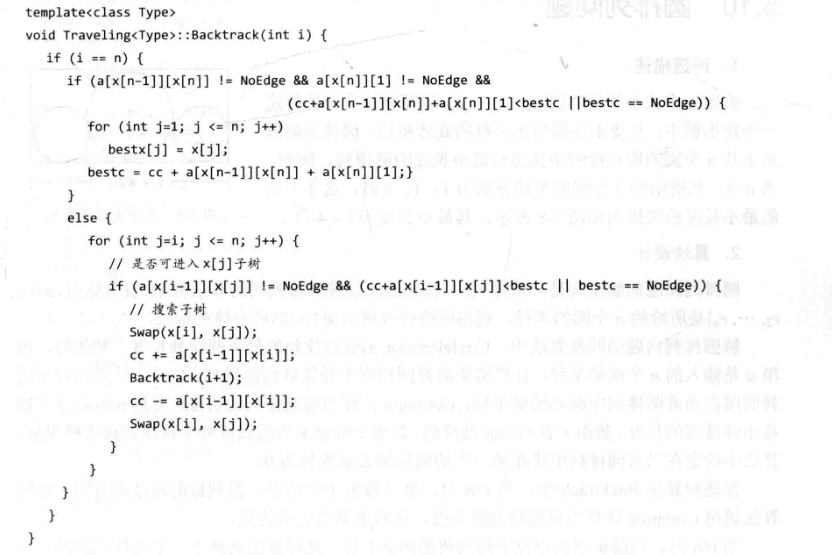 template<class Type>
void Traveling<Type>::Backtrack(int i) {
if (i == n) {
if (a[x[n-1]][x[n]] != NoEdge && a[x[n]][1] != NoEdge &&
(cc+a[x[n-1]][x[n]]+a[x[n]][1]<bestc ||bestc == NoEdge)) {
for (int j=i; j <= n; j++)
bestx[j] = x[j];
bestc = cc + a[x[n-1]][x[n]] + a[x[n]][1];}
}
else {
for (int j=i; j <= n; j++) {
// 是否可进入x[j]子树
if (a[x[i-1]][x[j]] != NoEdge && (cc+a[x[i-1]][x[j]]<bestc || bestc == NoEdge)) {
// 搜索子树
Swap(x[i], x[j]);
cc += a[x[i-1]][x[i]];
Backtrack(i+1);
cc -= a[x[i-1]][x[i]];
Swap(x[i], x[j]);
}
}
}
}
}